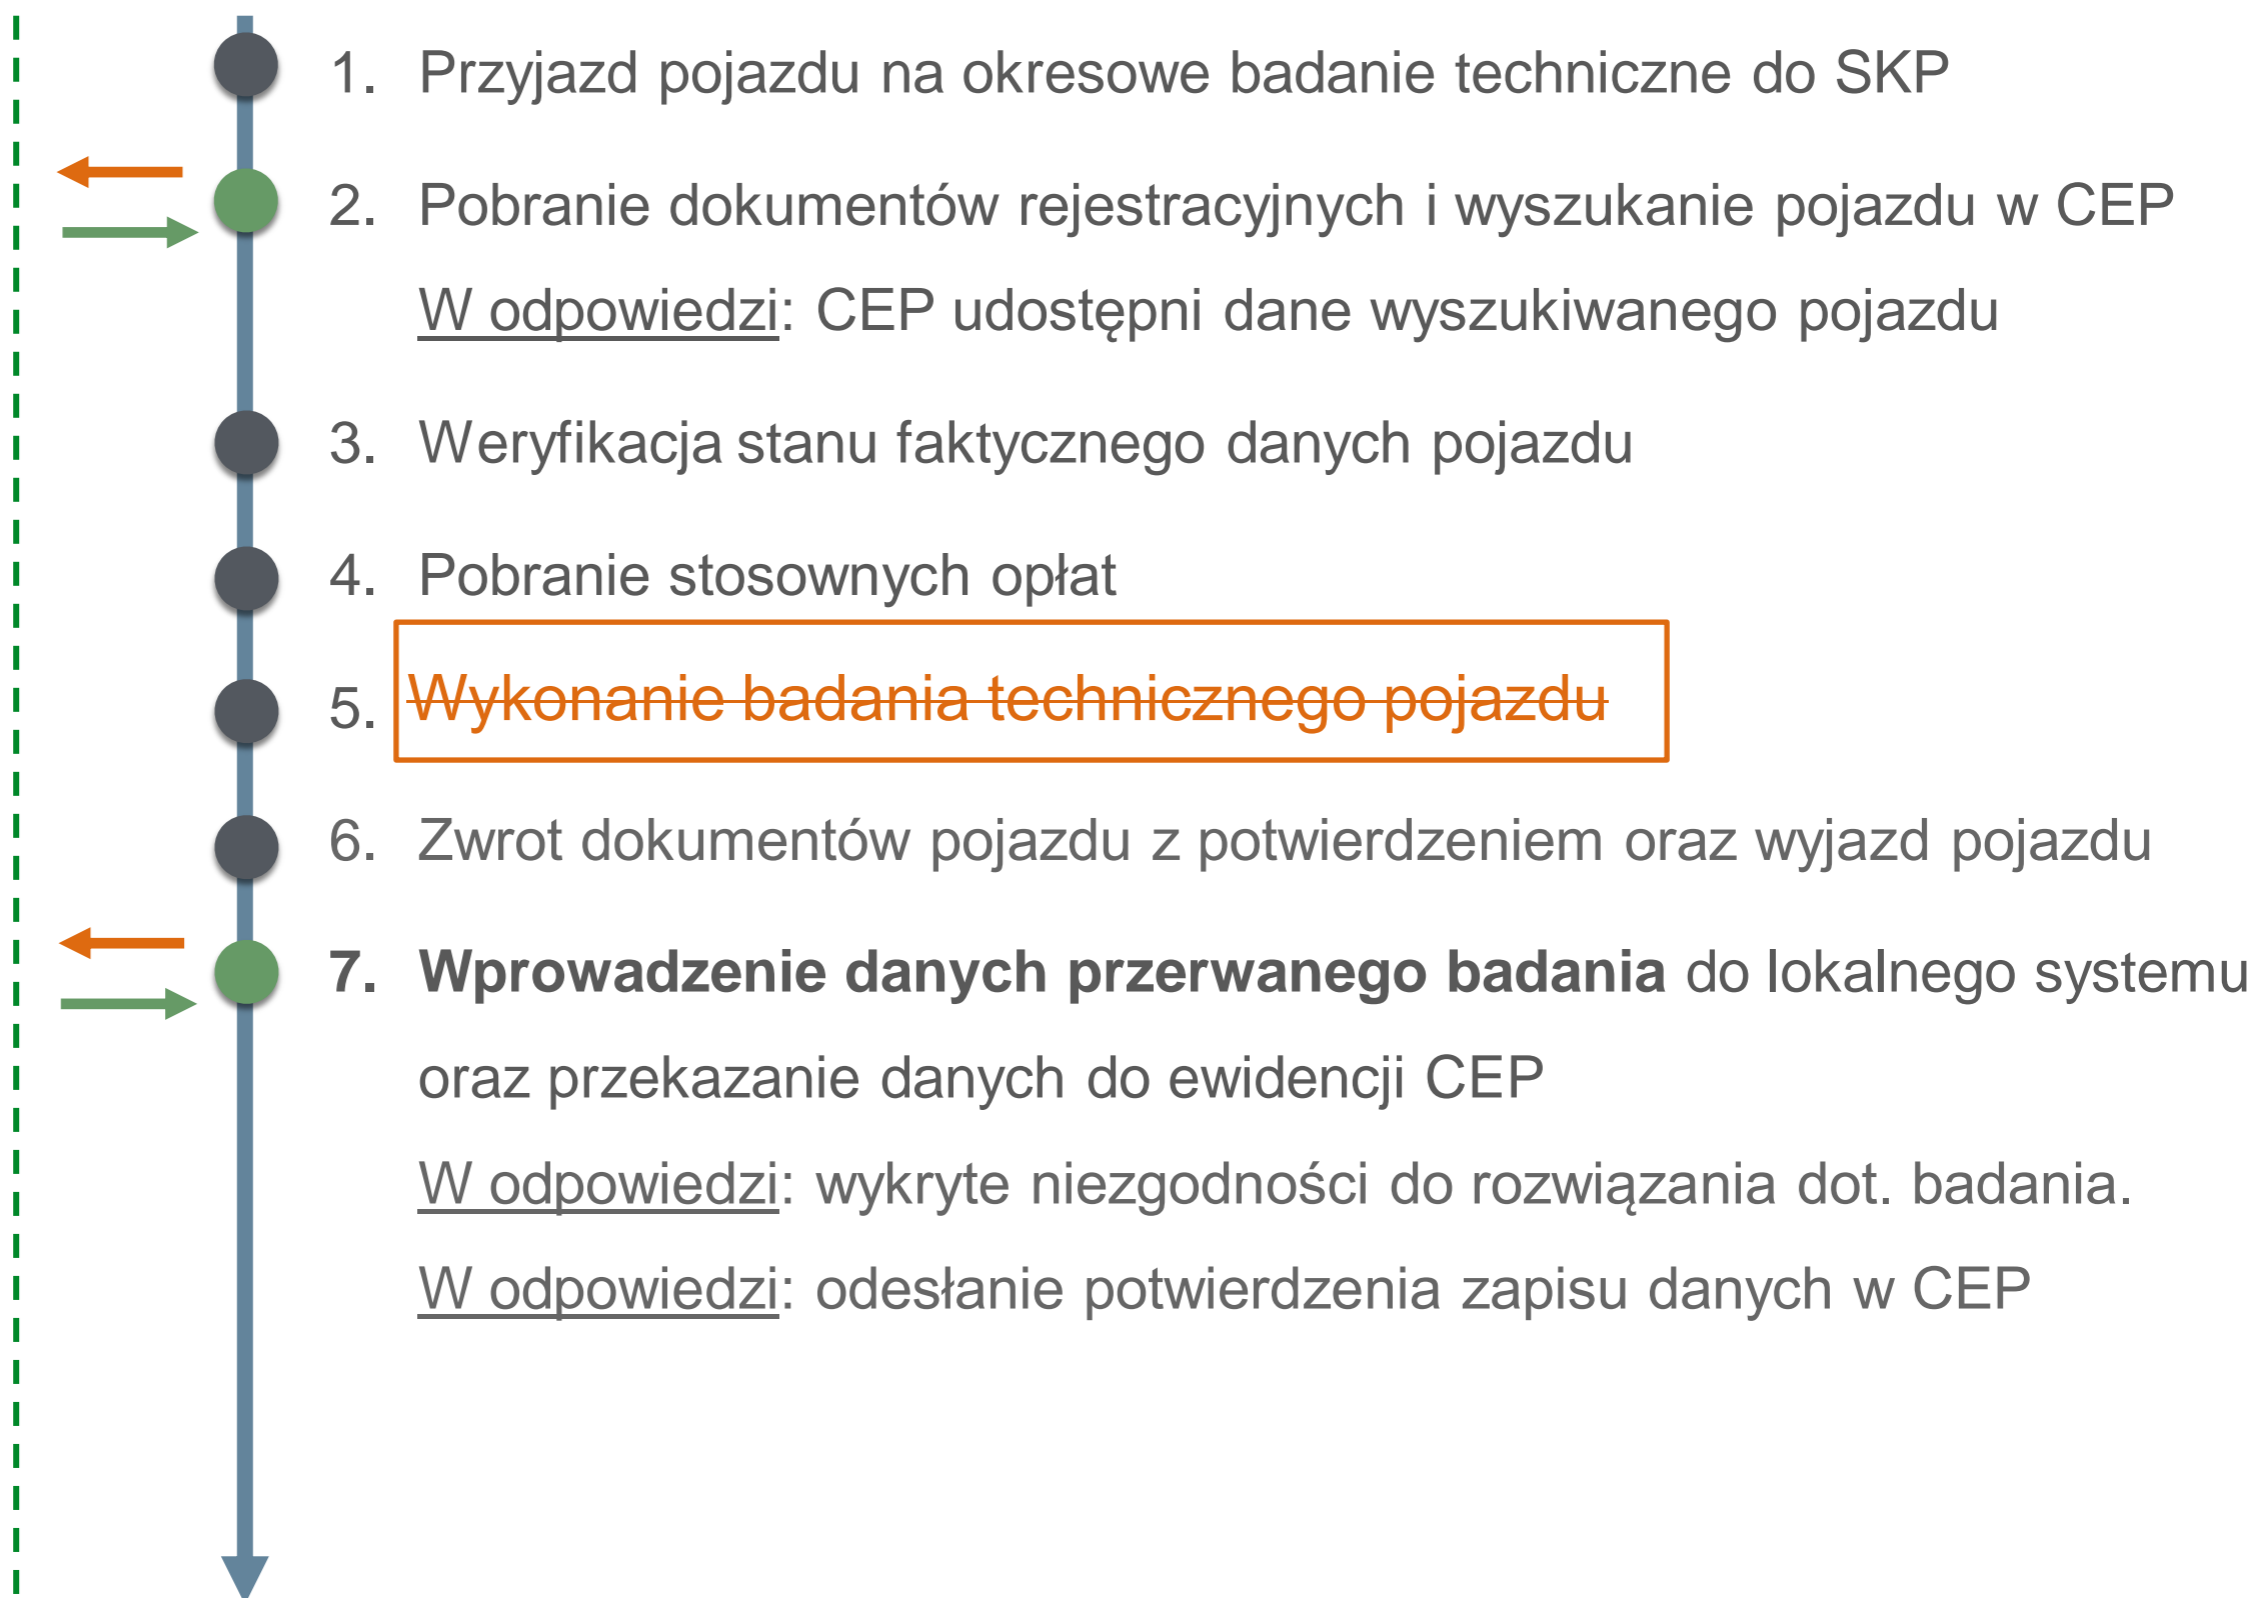 1. Przyjazd pojazdu na okresowe badanie techniczne do SKP
2. Pobranie dokumentów rejestracyjnych i wyszukanie pojazdu w CEP
W odpowiedzi: CEP udostępni dane wyszukiwanego pojazdu
3. Weryfikacja stanu faktycznego danych pojazdu
4. Pobranie stosownych opłat
5. Wykonanie badania technicznego pojazdu
6. Zwrot dokumentów pojazdu z potwierdzeniem oraz wyjazd pojazdu
7. Wprowadzenie danych przerwanego badania do lokalnego systemu
oraz przekazanie danych do ewidencji CEP
W odpowiedzi: wykryte niezgodności do rozwiązania dot. badania.
W odpowiedzi: odesłanie potwierdzenia zapisu danych w CEP